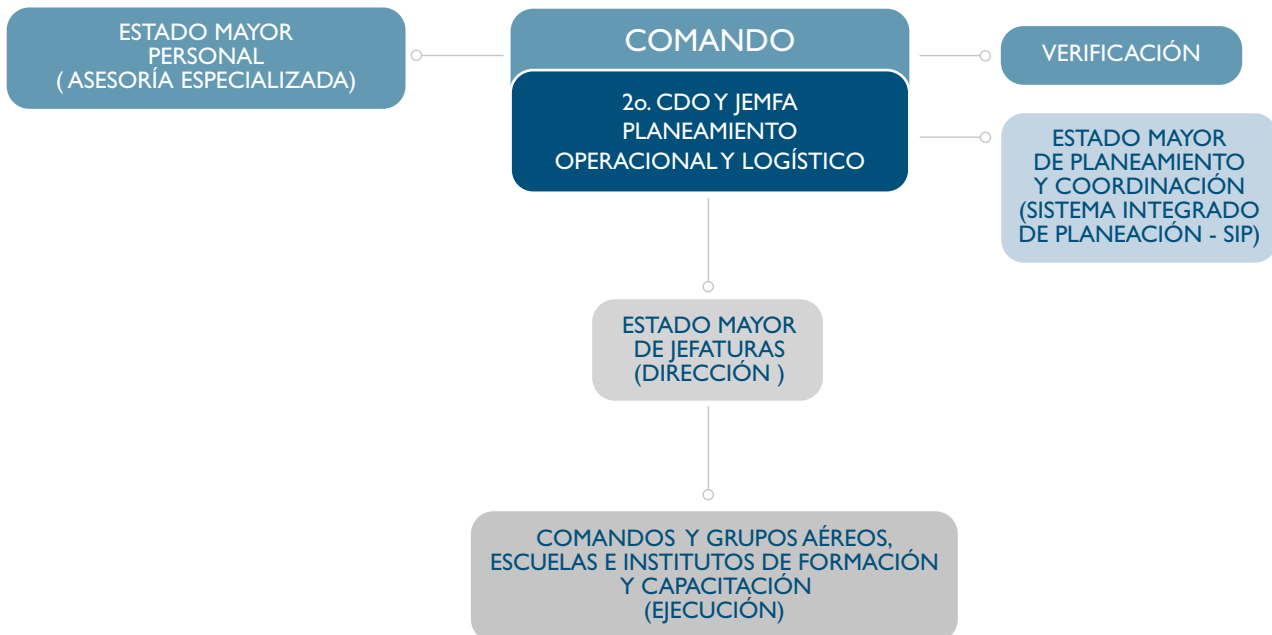 ESTADO MAYOR
PERSONAL
( ASESORÍA ESPECIALIZADA)
COMANDO
2o. CDO Y JEMFA
PLANEAMIENTO
OPERACIONAL Y LOGÍSTICO
VERIFICACIÓN
ESTADO MAYOR
DE PLANEAMIENTO
Y COORDINACIÓN
(SISTEMA INTEGRADO
DE PLANEACIÓN - SIP)
ESTADO MAYOR
DE JEFATURAS
(DIRECCIÓN )
COMANDOS Y GRUPOS AÉREOS,
ESCUELAS E INSTITUTOS DE FORMACIÓN
Y CAPACITACIÓN
(EJECUCIÓN)